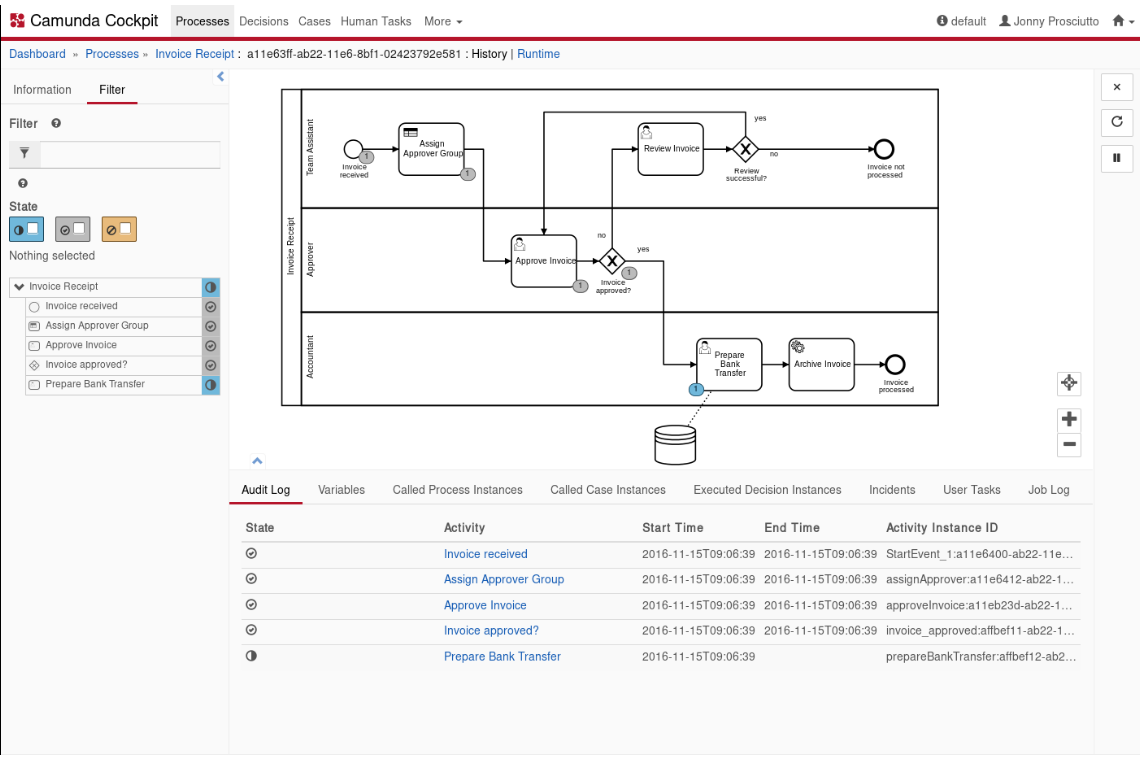 Camunda Cockpit Processes Decisions Cases Human Tasks More default Jonny Prosciutto
Dashboard » Processes » Invoice Receipt : a11e63ff-ab22-11e6-8bf1-02423792e581 : History | Runtime
Information Filter
Filter
State
Nothing selected
Invoice Receipt
Invoice received
Assign Approver Group
Approve Invoice
Invoice approved?
Prepare Bank Transfer
Invoice Receipt
Team Assistant
Invoice
received
1
Assign
Approver Group
1
Review Invoice
yes
no
Review
successful?
Invoice not
processed
Approver
Approve Invoice
1
no
yes
1
Invoice
approved?
Accountant
Prepare
Bank
Transfer
1
Archive Invoice
Invoice
processed
Audit Log Variables Called Process Instances Called Case Instances Executed Decision Instances Incidents User Tasks Job Log
State Activity Start Time End Time Activity Instance ID
Invoice received 2016-11-15T09:06:39 2016-11-15T09:06:39 StartEvent_1:a11e6400-ab22-11e...
Assign Approver Group 2016-11-15T09:06:39 2016-11-15T09:06:39 assignApprover:a11e6412-ab22-1...
Approve Invoice 2016-11-15T09:06:39 2016-11-15T09:06:39 approveInvoice:a11eb23d-ab22-1...
Invoice approved? 2016-11-15T09:06:39 2016-11-15T09:06:39 invoice_approved:affbef11-ab22-1...
Prepare Bank Transfer 2016-11-15T09:06:39 prepareBankTransfer:affbef12-ab2...